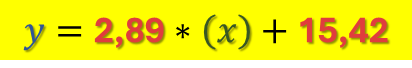 y = 2,89 * (x) + 15,42